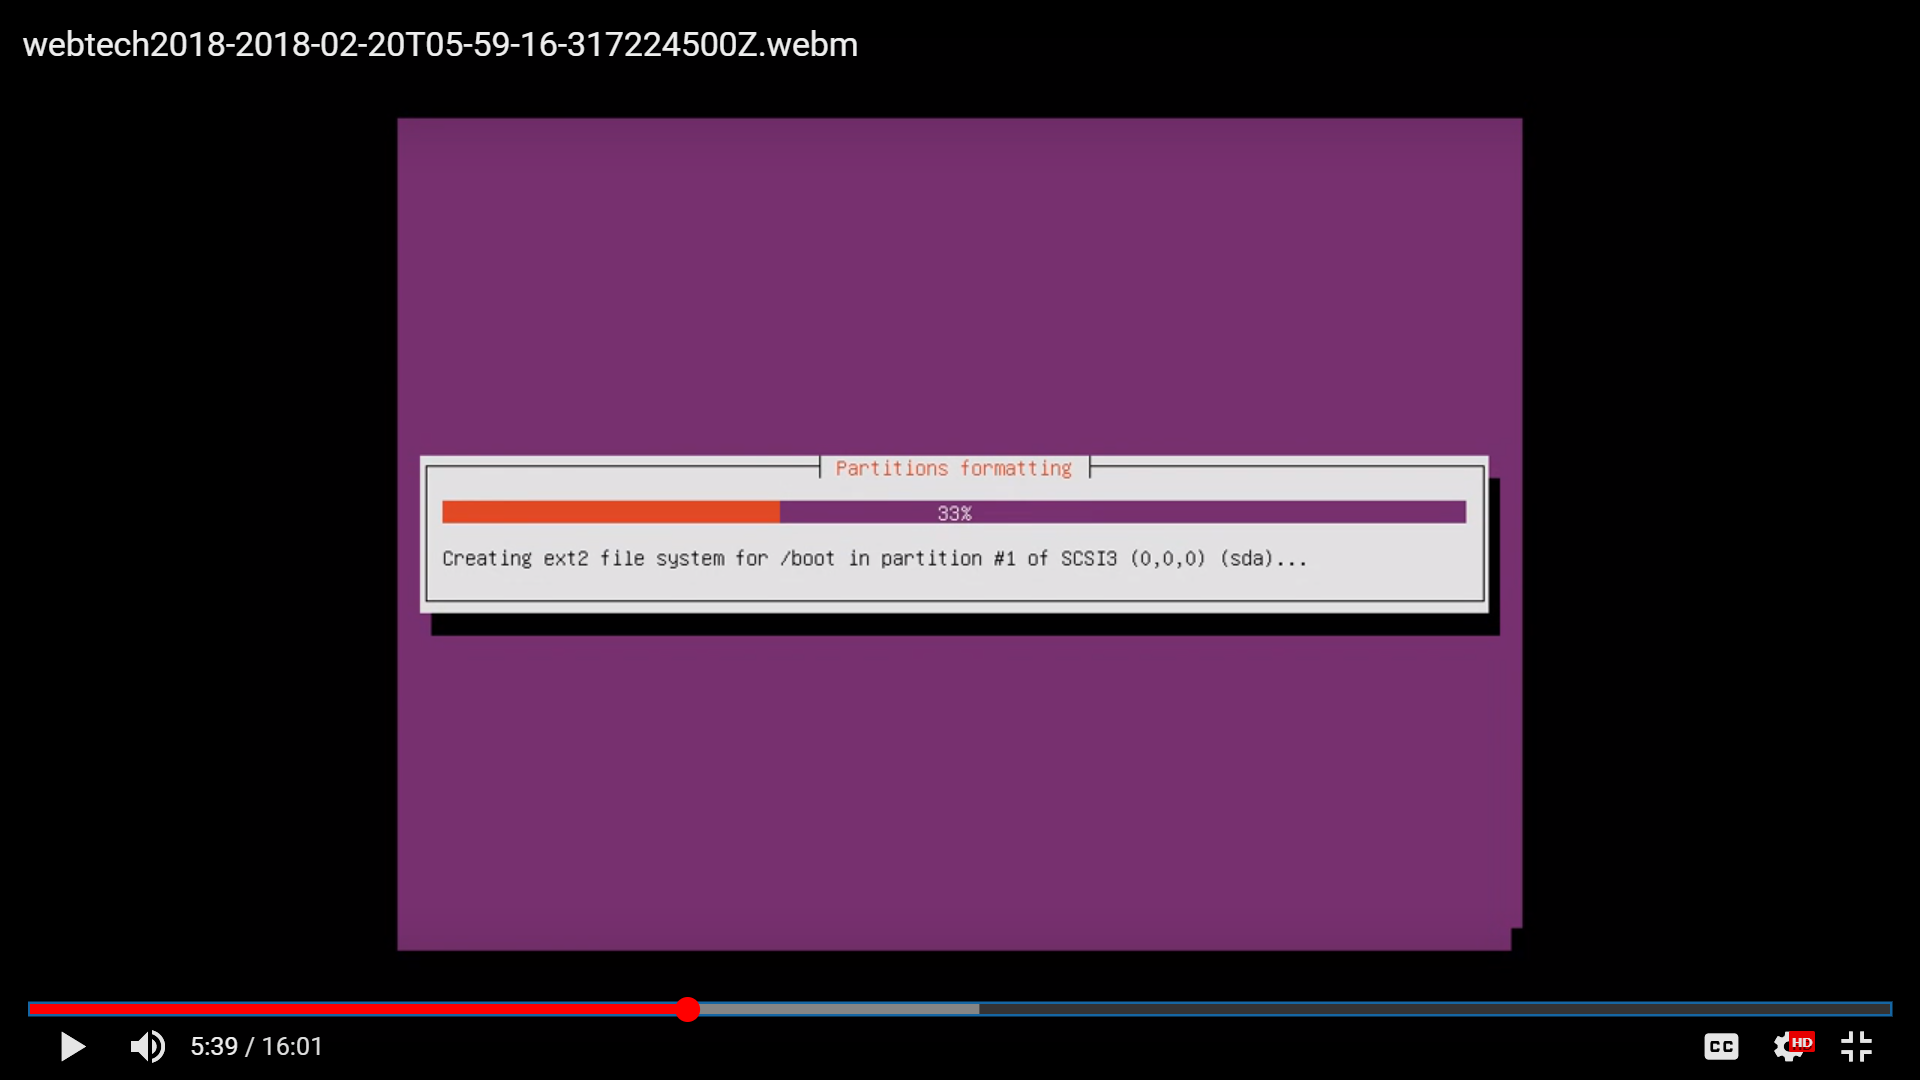 webtech2018-2018-02-20T05-59-16-317224500Z.webm
Partitions formatting
33%
Creating ext2 file system for /boot in partition #1 of SCSI3 (0,0,0) (sda)...
5:39 / 16:01
CC
HD